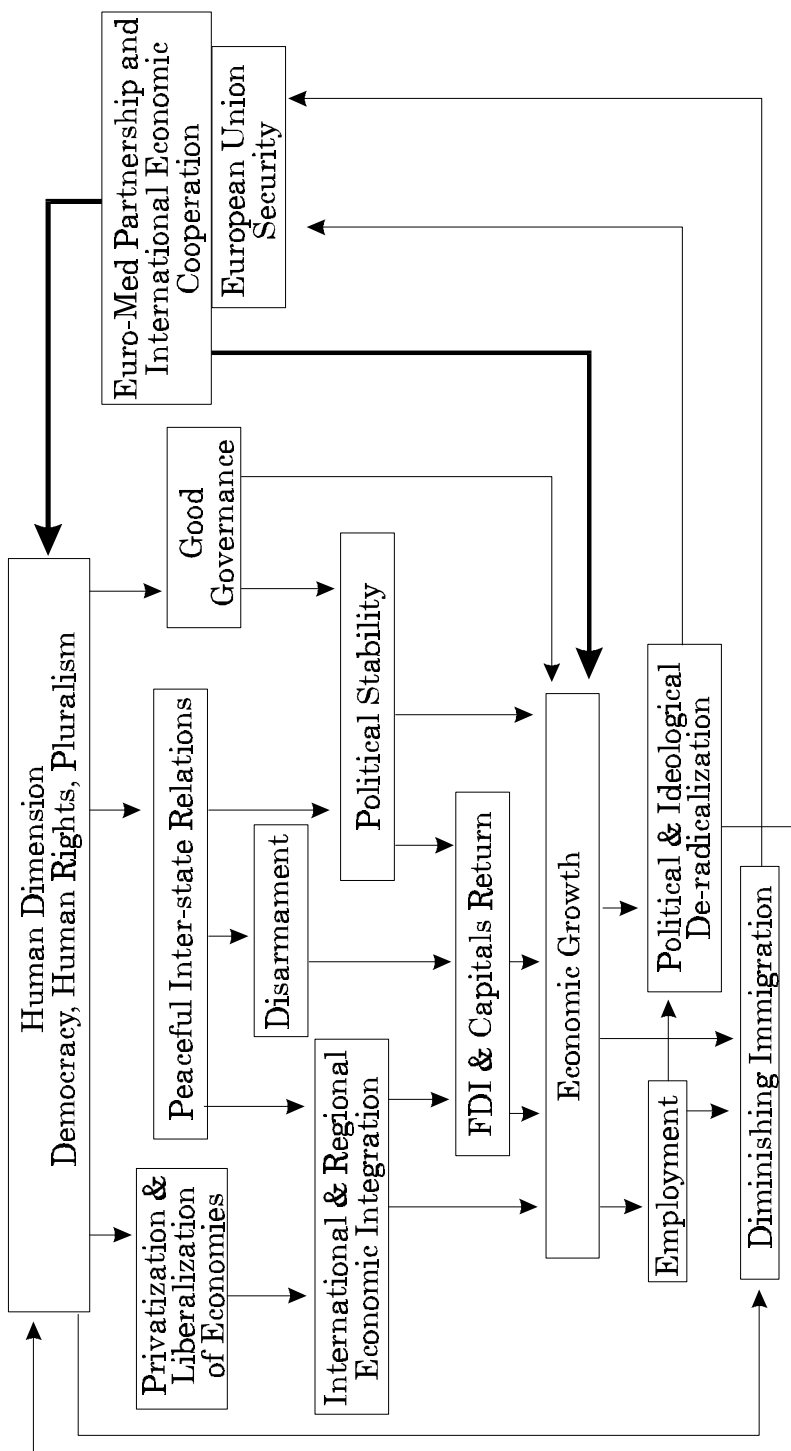 Human Dimension
Democracy, Human Rights, Pluralism
Euro-Med Partnership and
International Economic
Cooperation
European Union
Security
Privatization &
Liberalization
of Economies
Peaceful Inter-state Relations
Good
Governance
Disarmament
International & Regional
Economic Integration
Political Stability
FDI & Capitals Return
Economic Growth
Employment
Political & Ideological
De-radicalization
Diminishing Immigration